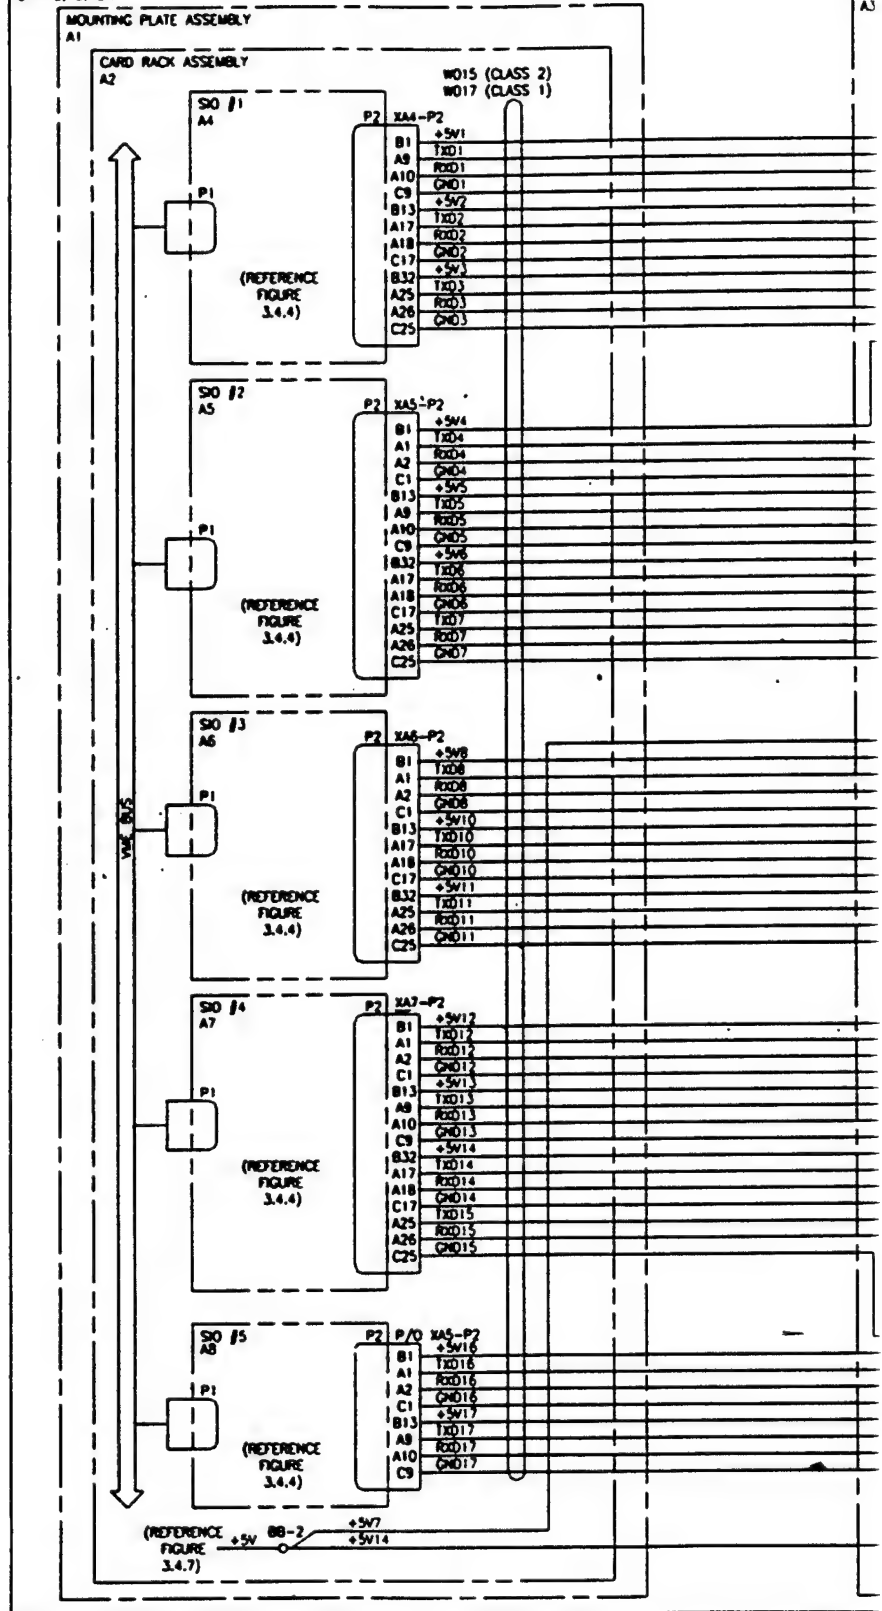 MOUNTING PLATE ASSEMBLY
A1
A3
CARD RACK ASSEMBLY
A2
W015 (CLASS 2)
W017 (CLASS 1)
SIO #1
A4
P2 XA4-P2
P1
(REFERENCE
FIGURE
3.4.4)
B1 +5V1
A9 TXD1
A10 RXD1
C9 GND1
B13 +5V2
A17 TXD2
A18 RXD2
C17 GND2
B32 +5V3
A25 TXD3
A26 RXD3
C25 GND3
SIO #2
A5
P2 XA5-P2
P1
(REFERENCE
FIGURE
3.4.4)
B1 +5V4
A1 TXD4
A2 RXD4
C1 GND4
B13 +5V5
A9 TXD5
A10 RXD5
C9 GND5
B32 +5V6
A17 TXD6
A18 RXD6
C17 GND6
A25 TXD7
A26 RXD7
C25 GND7
SIO #3
A6
P2 XA6-P2
P1
VME BUS
(REFERENCE
FIGURE
3.4.4)
B1 +5V8
A1 TXD8
A2 RXD8
C1 GND8
B13 +5V10
A17 TXD10
A18 RXD10
C17 GND10
B32 +5V11
A25 TXD11
A26 RXD11
C25 GND11
SIO #4
A7
P2 XA7-P2
P1
(REFERENCE
FIGURE
3.4.4)
B1 +5V12
A1 TXD12
A2 RXD12
C1 GND12
B13 +5V13
A9 TXD13
A10 RXD13
C9 GND13
B32 +5V14
A17 TXD14
A18 RXD14
C17 GND14
A25 TXD15
A26 RXD15
C25 GND15
SIO #5
A8
P2 P/O XA5-P2
P1
(REFERENCE
FIGURE
3.4.4)
B1 +5V16
A1 TXD16
A2 RXD16
C1 GND16
B13 +5V17
A9 TXD17
A10 RXD17
C9 GND17
(REFERENCE
FIGURE
3.4.7)
+5V BB-2 +5V7
+5V14